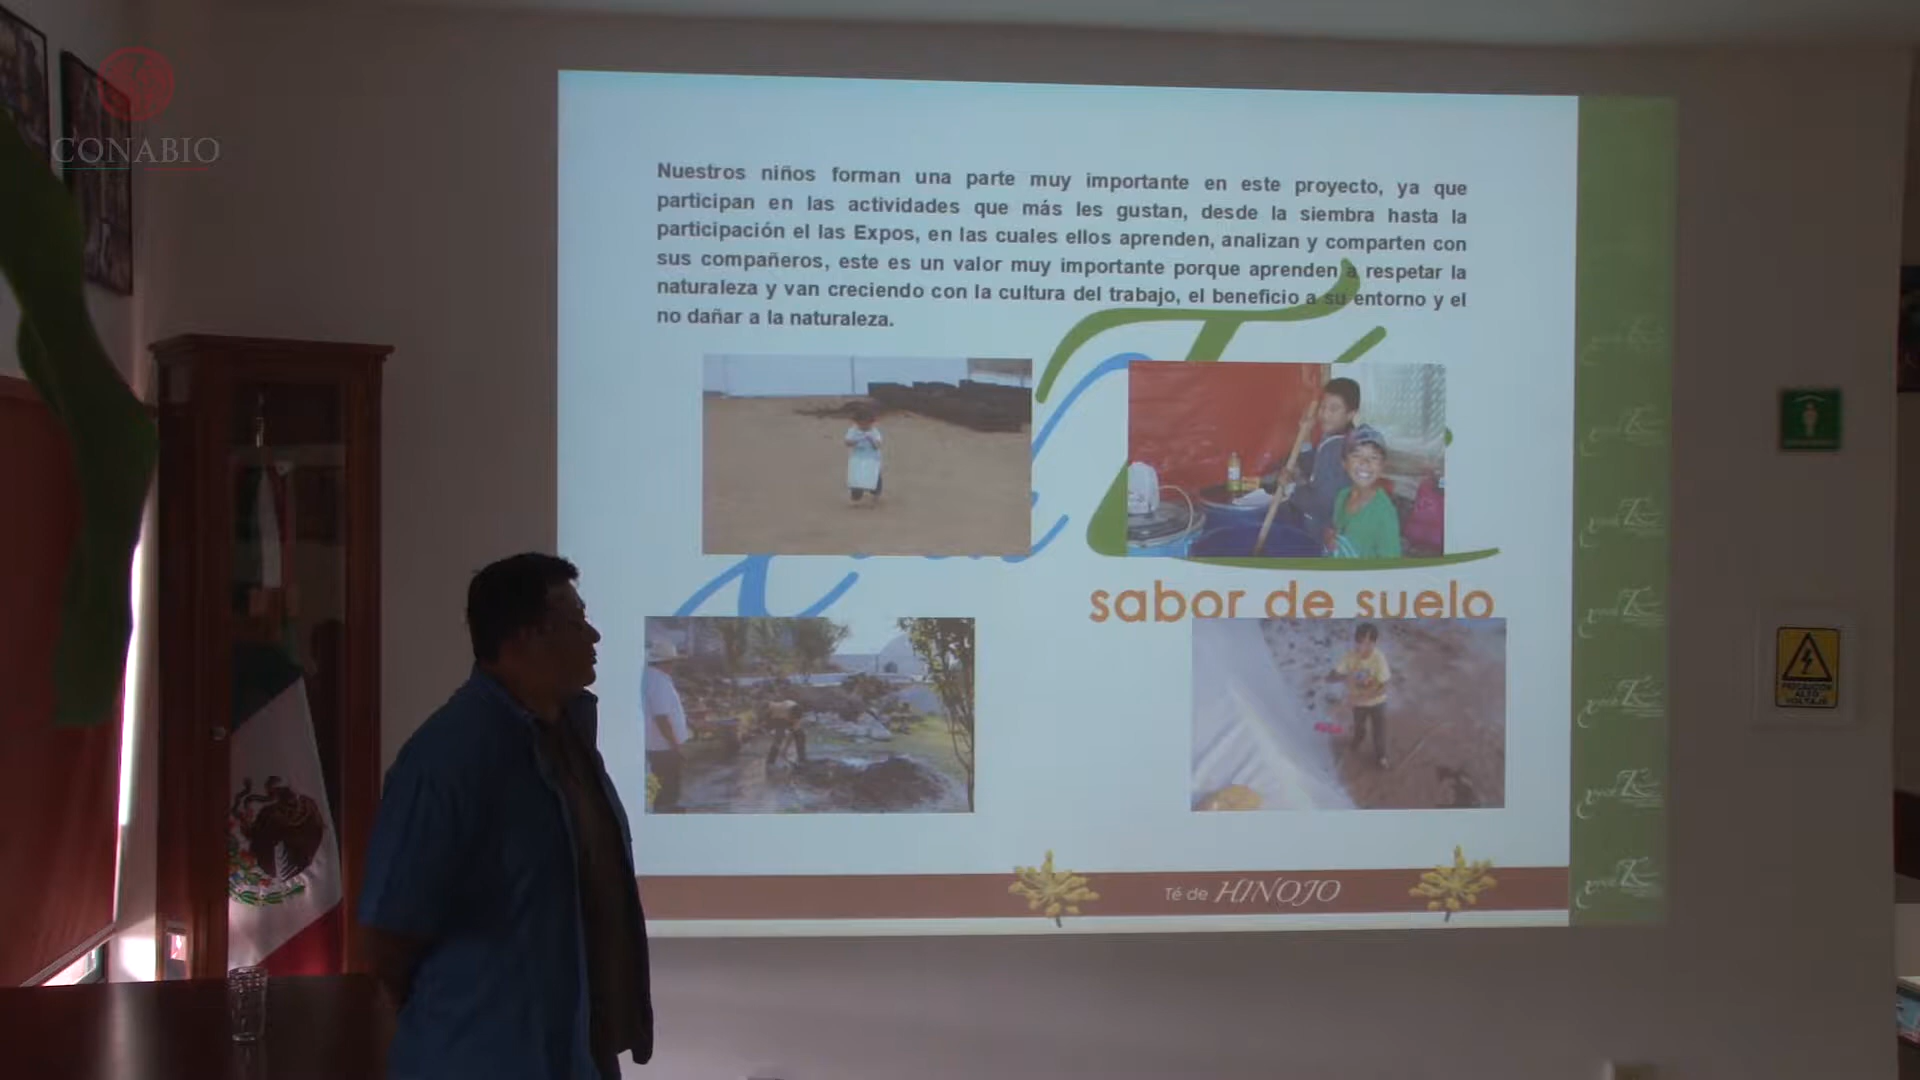 CONABIO
Nuestros niños forman una parte muy importante en este proyecto, ya que
participan en las actividades que más les gustan, desde la siembra hasta la
participación el las Expos, en las cuales ellos aprenden, analizan y comparten con
sus compañeros, este es un valor muy importante porque aprenden a respetar la
naturaleza y van creciendo con la cultura del trabajo, el beneficio a su entorno y el
no dañar a la naturaleza.
sabor de suelo
Té de HINOJO
PRECAUCIÓN
ALTO
VOLTAJE